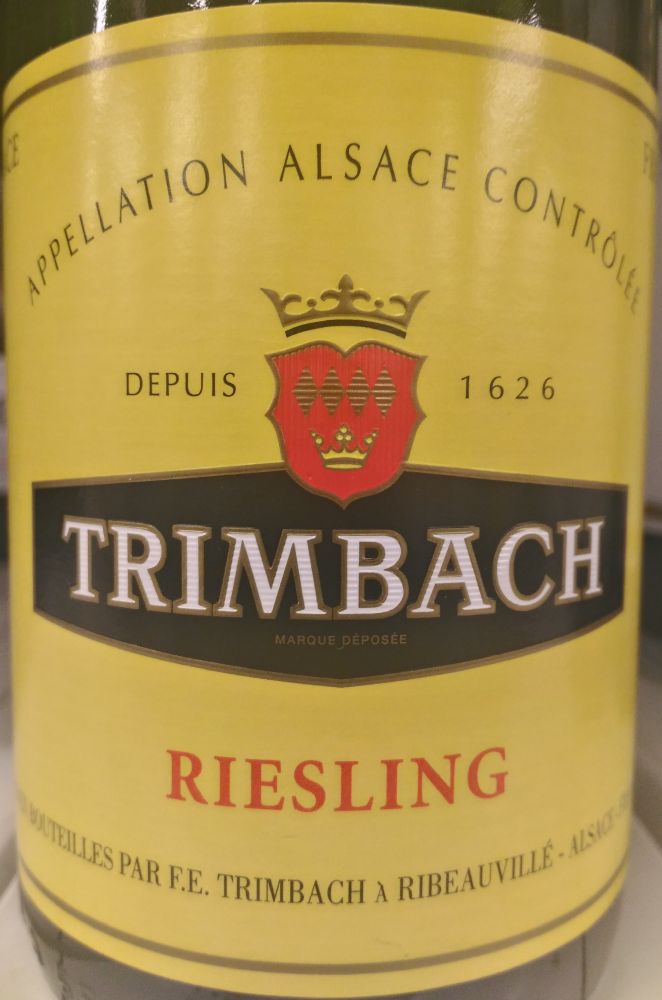 APPELLATION ALSACE CONTRÔLÉE
DEPUIS 1626
TRIMBACH
MARQUE DÉPOSÉE
RIESLING
BOUTEILLES PAR F.E. TRIMBACH A RIBEAUVILLÉ - ALSACE -